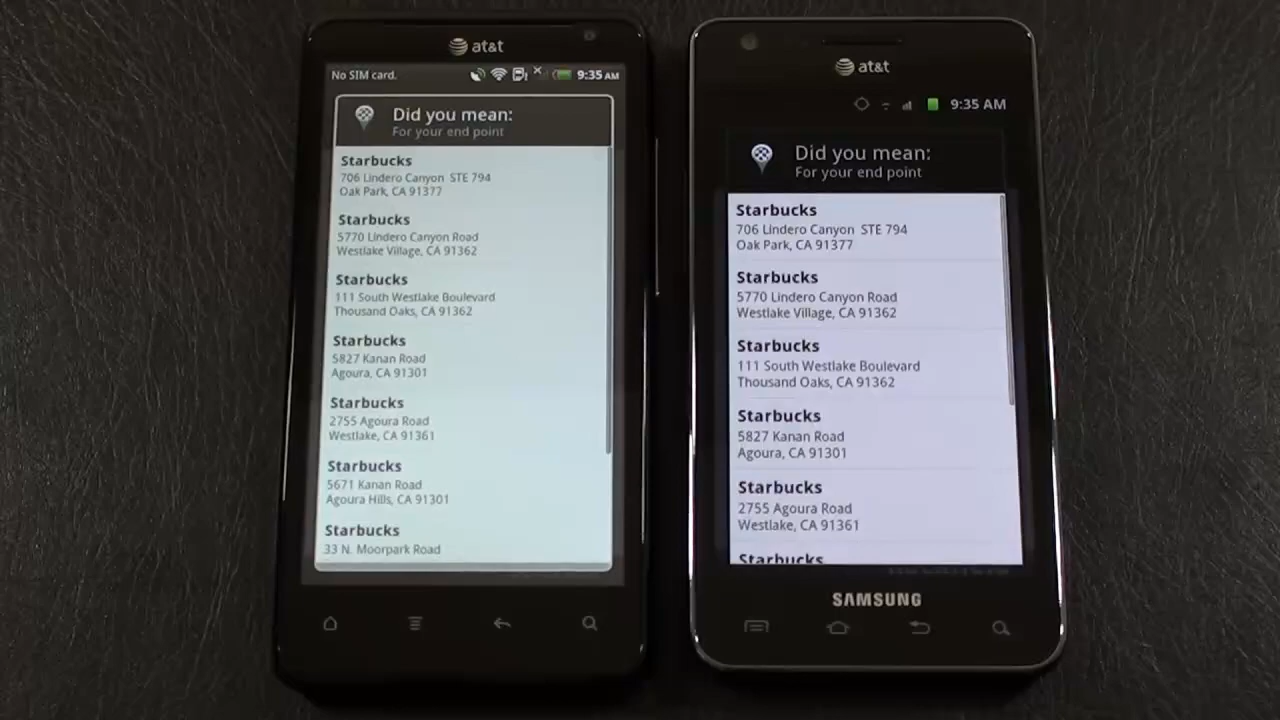 at&t
No SIM card.
9:35 AM
Did you mean:
For your end point
Starbucks
706 Lindero Canyon STE 794
Oak Park, CA 91377
Starbucks
5770 Lindero Canyon Road
Westlake Village, CA 91362
Starbucks
111 South Westlake Boulevard
Thousand Oaks, CA 91362
Starbucks
5827 Kanan Road
Agoura, CA 91301
Starbucks
2755 Agoura Road
Westlake, CA 91361
Starbucks
5671 Kanan Road
Agoura Hills, CA 91301
Starbucks
33 N. Moorpark Road
at&t
9:35 AM
Did you mean:
For your end point
Starbucks
706 Lindero Canyon STE 794
Oak Park, CA 91377
Starbucks
5770 Lindero Canyon Road
Westlake Village, CA 91362
Starbucks
111 South Westlake Boulevard
Thousand Oaks, CA 91362
Starbucks
5827 Kanan Road
Agoura, CA 91301
Starbucks
2755 Agoura Road
Westlake, CA 91361
Starbucks
SAMSUNG